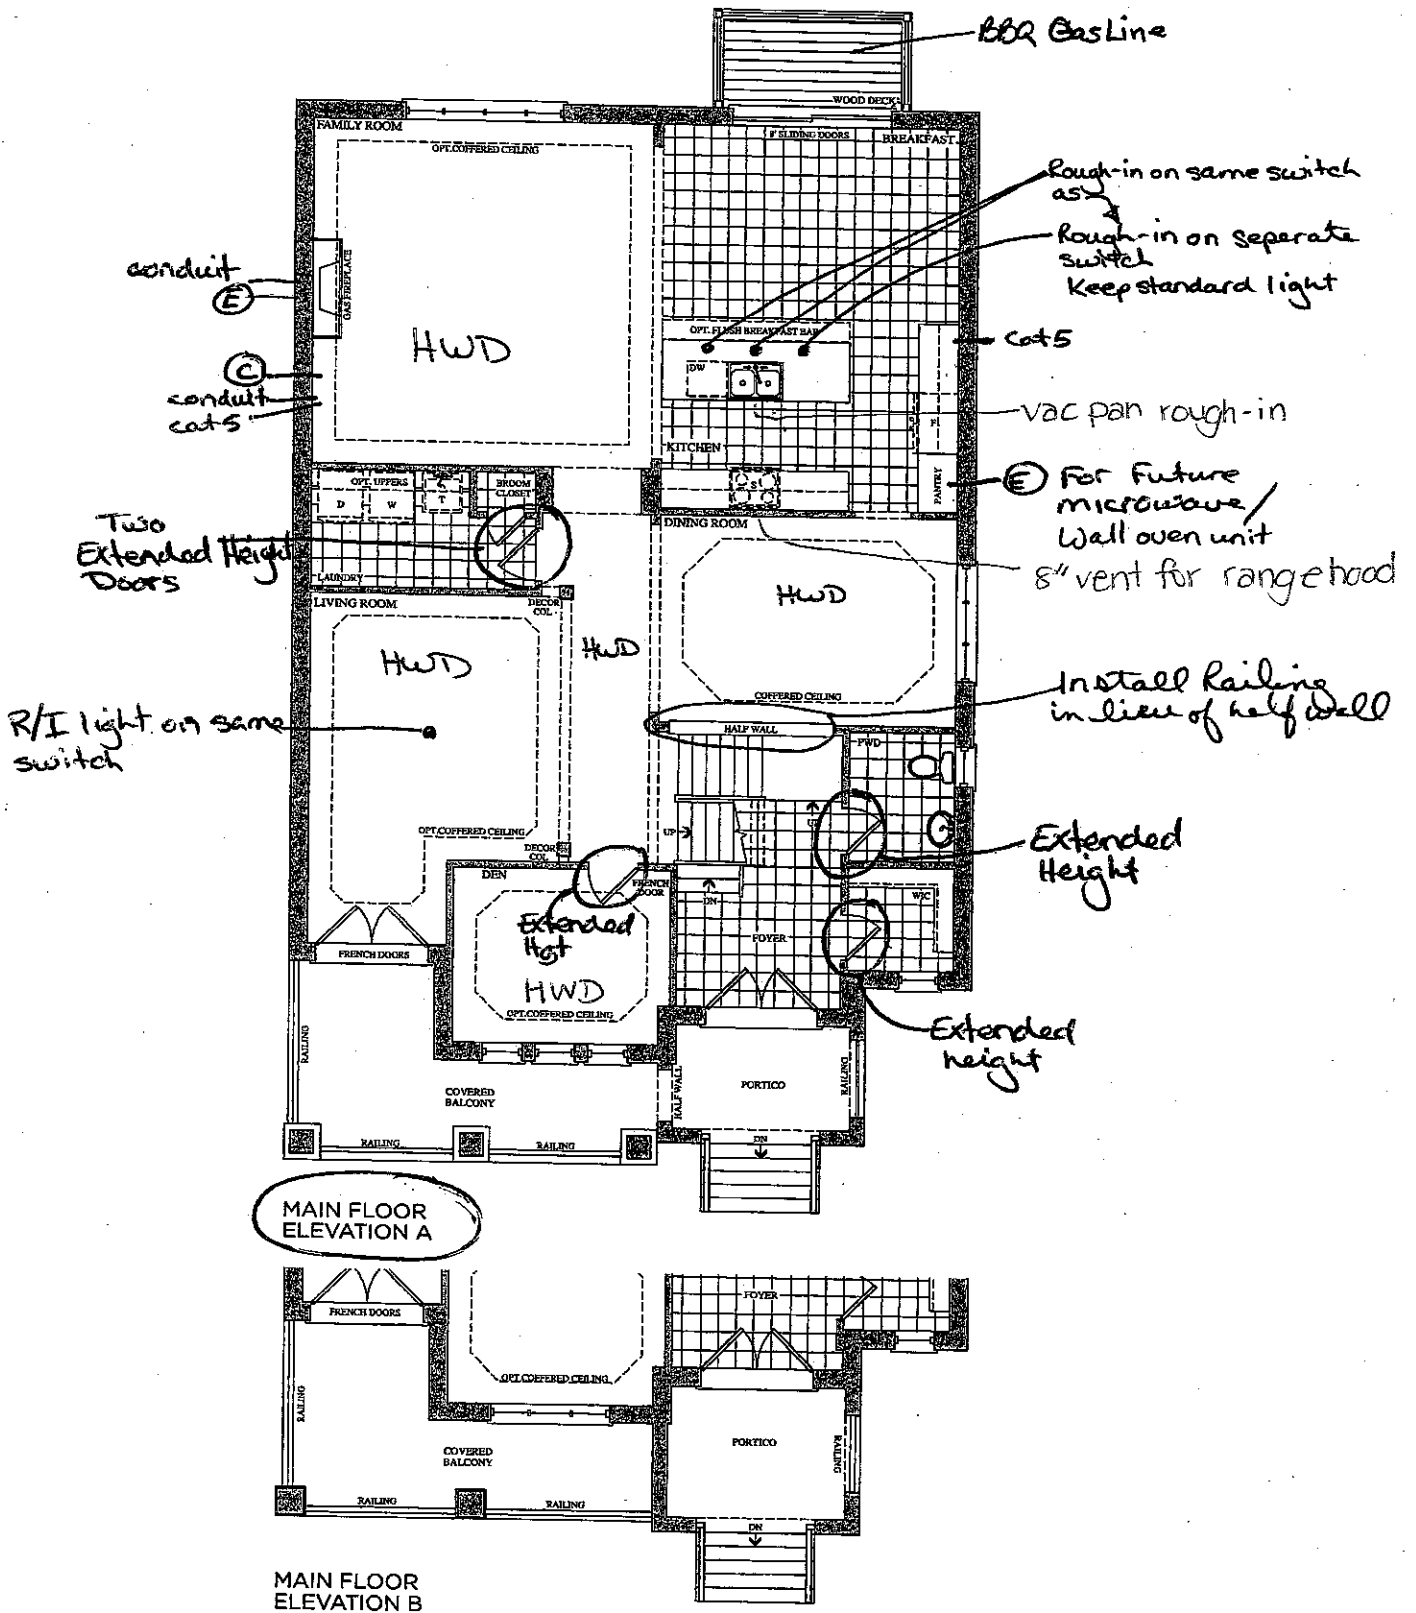 BBQ Gas Line
WOOD DECK
FAMILY ROOM
8' SLIDING DOORS
BREAKFAST
OPT.COFFERED CEILING
Rough-in on same switch
as
Rough-in on seperate
switch
Keep standard light
conduit
E
GAS FIREPLACE
HWD
OPT. FLUSH BREAKFAST BAR
cat5
C
conduit
cat5
DW
vac pan rough-in
F
KITCHEN
PANTRY
E For Future
microwave/
Wall oven unit
8" vent for rangehood
OPT. UPPERS
BROOM
CLOSET
D
W
T
S
Two
Extended Height
Doors
LAUNDRY
DINING ROOM
HWD
LIVING ROOM
DECOR
COL.
HWD
HWD
COFFERED CEILING
Install Railing
in lieu of half wall
HALF WALL
R/I light on same
switch
PWD
OPT.COFFERED CEILING
UP
UP
DECOR
COL.
Extended
Height
DEN
FRENCH
DOOR
DN
WIC
Extended
Hgt
FOYER
HWD
OPT.COFFERED CEILING
FRENCH DOORS
Extended
height
RAILING
COVERED
BALCONY
HALF WALL
PORTICO
RAILING
RAILING
RAILING
DN
MAIN FLOOR
ELEVATION A
FRENCH DOORS
FOYER
OPT.COFFERED CEILING
RAILING
COVERED
BALCONY
PORTICO
RAILING
RAILING
RAILING
DN
MAIN FLOOR
ELEVATION B